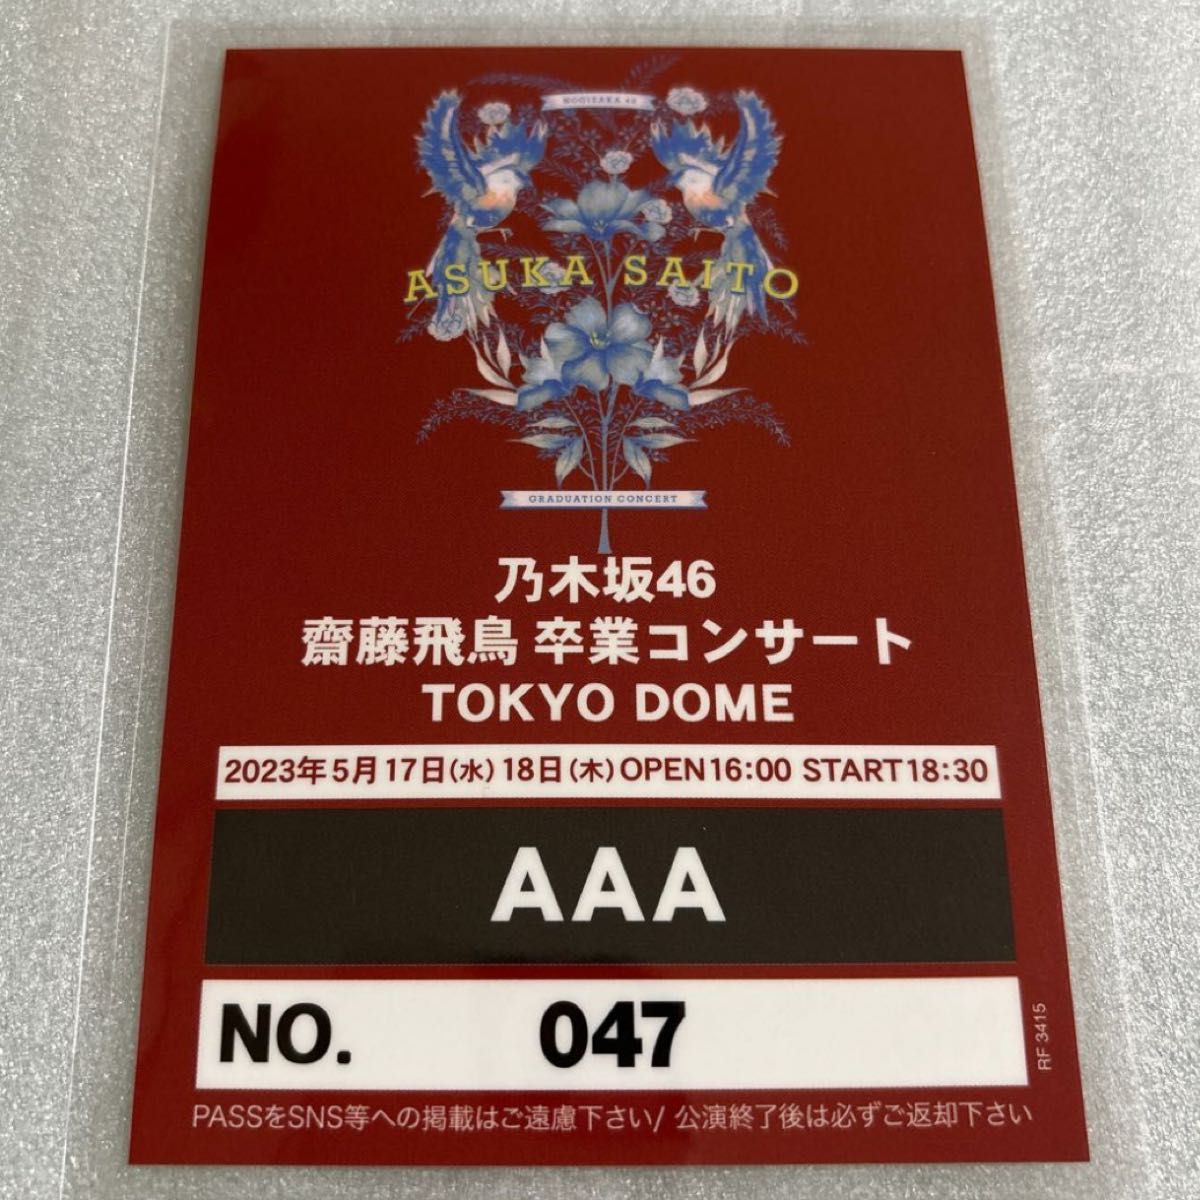 NOGIZAKA 46
ASUKA SAITO
GRADUATION CONCERT
乃木坂46
齋藤飛鳥 卒業コンサート
TOKYO DOME
2023年5月17日(水)18日(木)OPEN16:00 START18:30
AAA
NO. 047
RF 3415
PASSをSNS等への掲載はご遠慮下さい/ 公演終了後は必ずご返却下さい